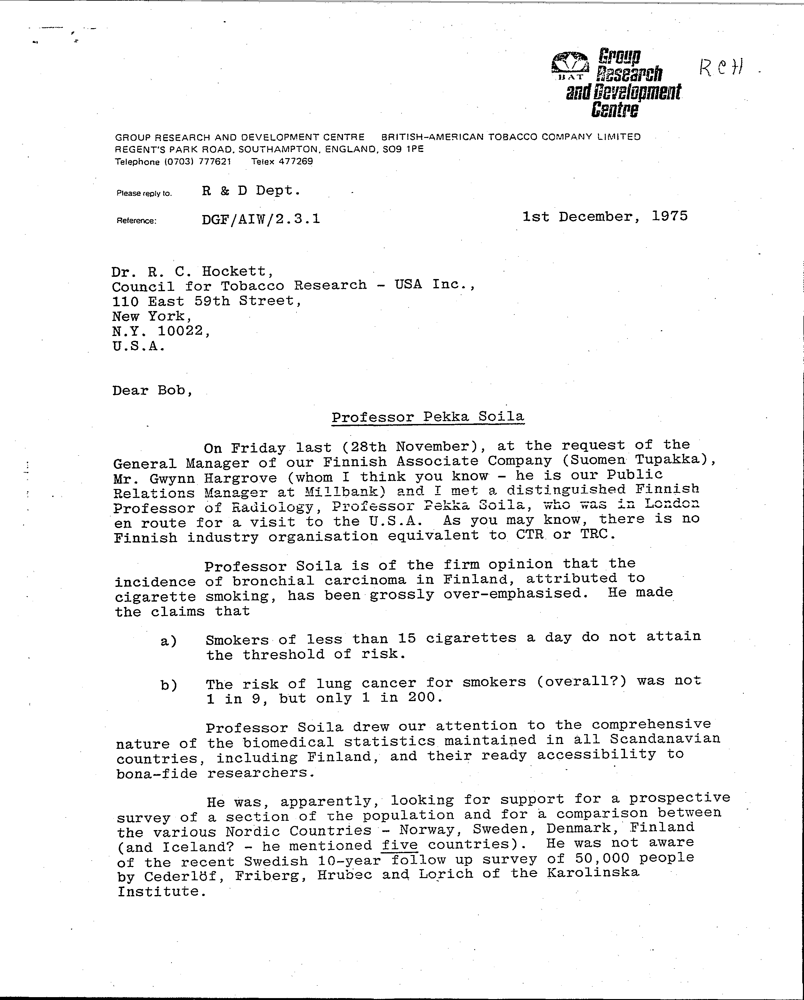 Group
BAT Research
and Development
Centre
RCH .
GROUP RESEARCH AND DEVELOPMENT CENTRE BRITISH-AMERICAN TOBACCO COMPANY LIMITED
REGENT'S PARK ROAD, SOUTHAMPTON, ENGLAND, SO9 1PE
Telephone (0703) 777621 Telex 477269
Please reply to. R & D Dept.
Reference: DGF/AIW/2.3.1 1st December, 1975
Dr. R. C. Hockett,
Council for Tobacco Research - USA Inc.,
110 East 59th Street,
New York,
N.Y. 10022,
U.S.A.
Dear Bob,
Professor Pekka Soila
On Friday last (28th November), at the request of the
General Manager of our Finnish Associate Company (Suomen Tupakka),
Mr. Gwynn Hargrove (whom I think you know - he is our Public
Relations Manager at Millbank) and I met a distinguished Finnish
Professor of Radiology, Professor Pekka Soila, who was in London
en route for a visit to the U.S.A. As you may know, there is no
Finnish industry organisation equivalent to CTR or TRC.
Professor Soila is of the firm opinion that the
incidence of bronchial carcinoma in Finland, attributed to
cigarette smoking, has been grossly over-emphasised. He made
the claims that
a) Smokers of less than 15 cigarettes a day do not attain
the threshold of risk.
b) The risk of lung cancer for smokers (overall?) was not
1 in 9, but only 1 in 200.
Professor Soila drew our attention to the comprehensive
nature of the biomedical statistics maintained in all Scandanavian
countries, including Finland, and their ready accessibility to
bona-fide researchers.
He was, apparently, looking for support for a prospective
survey of a section of the population and for a comparison between
the various Nordic Countries - Norway, Sweden, Denmark, Finland
(and Iceland? - he mentioned five countries). He was not aware
of the recent Swedish 10-year follow up survey of 50,000 people
by Cederlöf, Friberg, Hrubec and Lorich of the Karolinska
Institute.